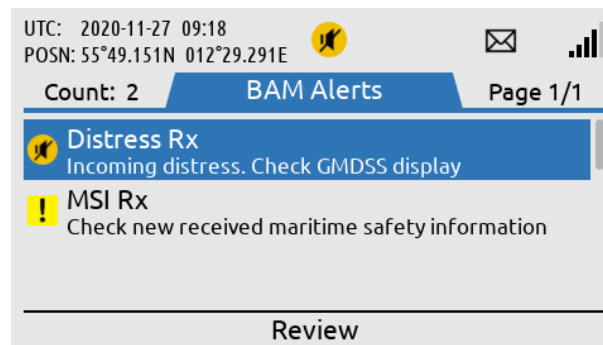 UTC: 2020-11-27 09:18
POSN: 55°49.151N 012°29.291E
Count: 2 BAM Alerts Page 1/1
Distress Rx
Incoming distress. Check GMDSS display
! MSI Rx
Check new received maritime safety information
Review